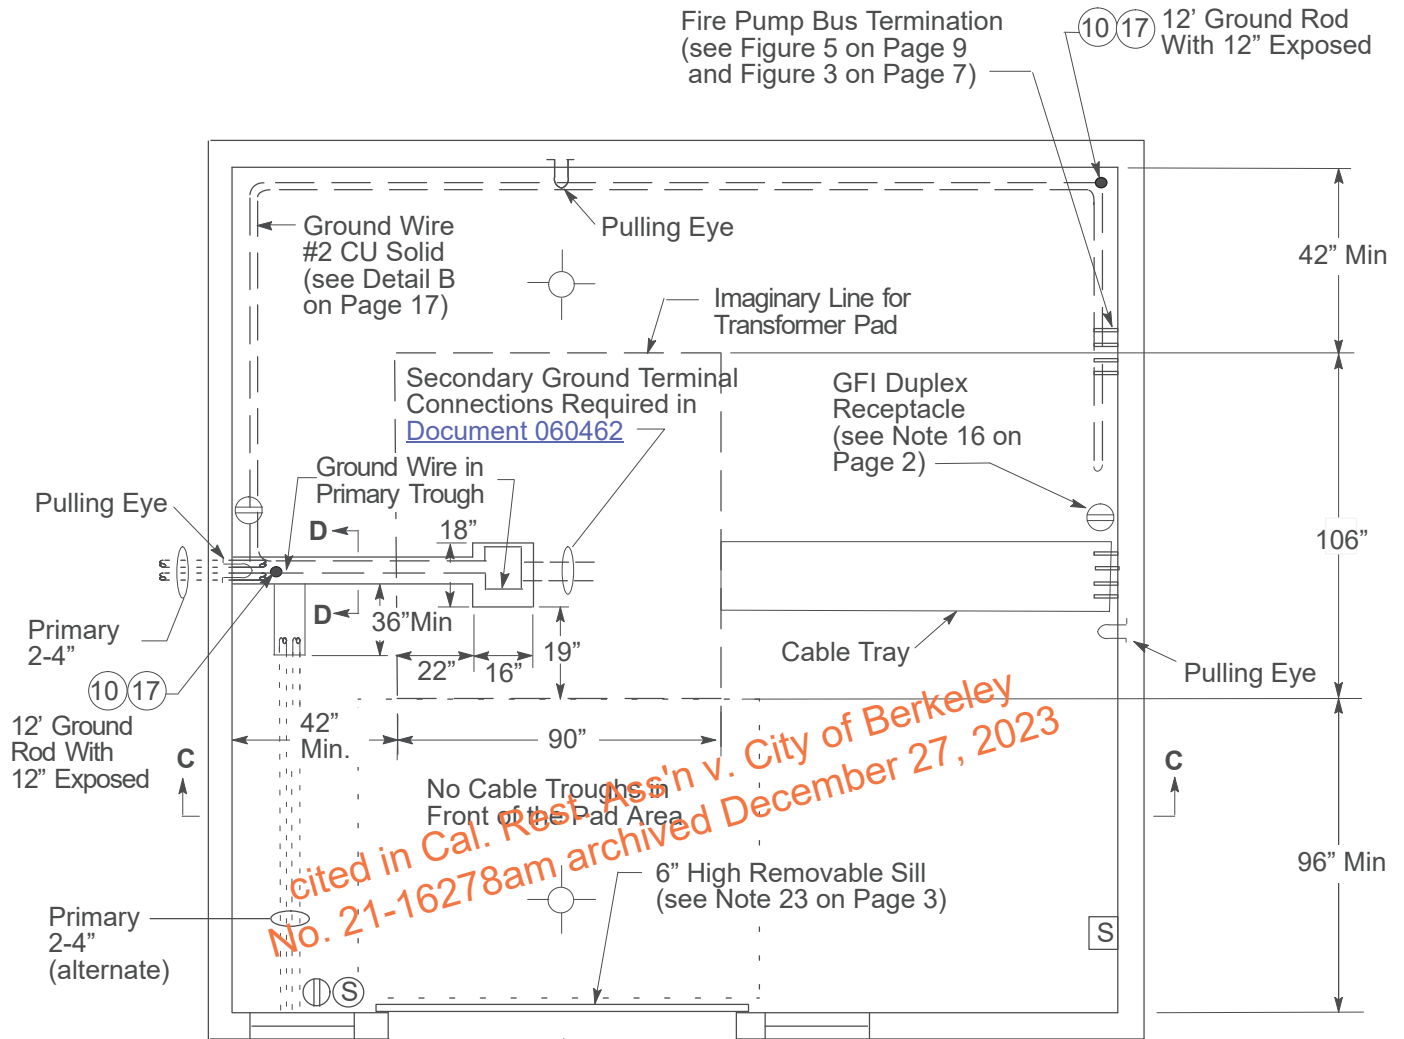 Fire Pump Bus Termination
(see Figure 5 on Page 9
and Figure 3 on Page 7)
10 17
12’ Ground Rod
With 12” Exposed
Ground Wire
#2 CU Solid
(see Detail B
on Page 17)
Pulling Eye
42” Min
Imaginary Line for
Transformer Pad
Secondary Ground Terminal
Connections Required in
Document 060462
GFI Duplex
Receptacle
(see Note 16 on
Page 2)
Ground Wire in
Primary Trough
Pulling Eye
D
18”
106”
D
36”Min
Primary
2-4”
22”
16”
19”
Cable Tray
Pulling Eye
10 17
12’ Ground
Rod With
12” Exposed
42”
Min.
90”
C
C
No Cable Troughs in
Front of the Pad Area
cited in Cal. Rest. Ass'n v. City of Berkeley
No. 21-16278am archived December 27, 2023
96” Min
6” High Removable Sill
(see Note 23 on Page 3)
Primary
2-4”
(alternate)
S
S